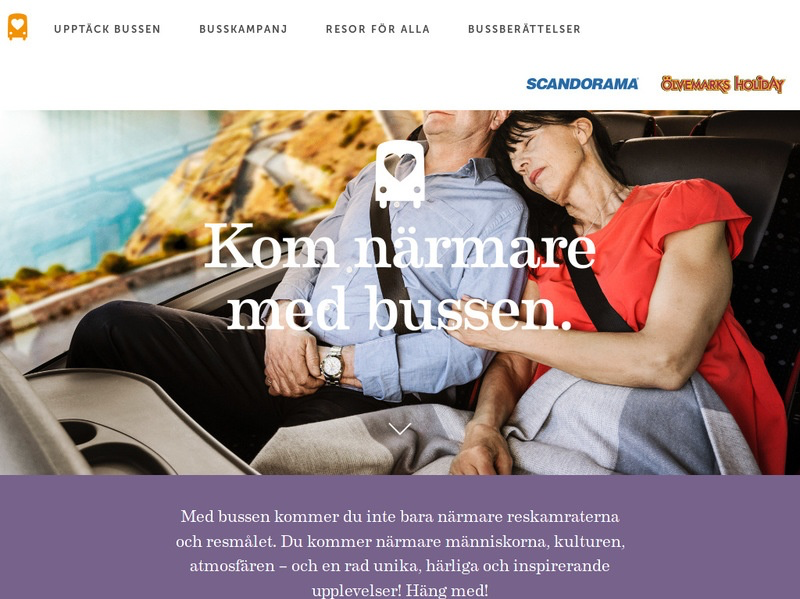 UPPTÄCK BUSSEN
BUSSKAMPANJ
RESOR FÖR ALLA
BUSSBERÄTTELSER
SCANDORAMA
ÖLVEMARKS HOLIDAY
Kom närmare
med bussen.
Med bussen kommer du inte bara närmare reskamraterna
och resmålet. Du kommer närmare människorna, kulturen,
atmosfären – och en rad unika, härliga och inspirerande
upplevelser! Häng med!